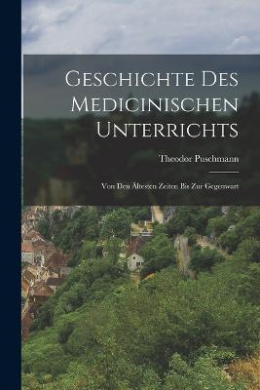 Geschichte Des
Medicinischen
Unterrichts
Theodor Puschmann
Von Den Ältesten Zeiten Bis Zur Gegenwart